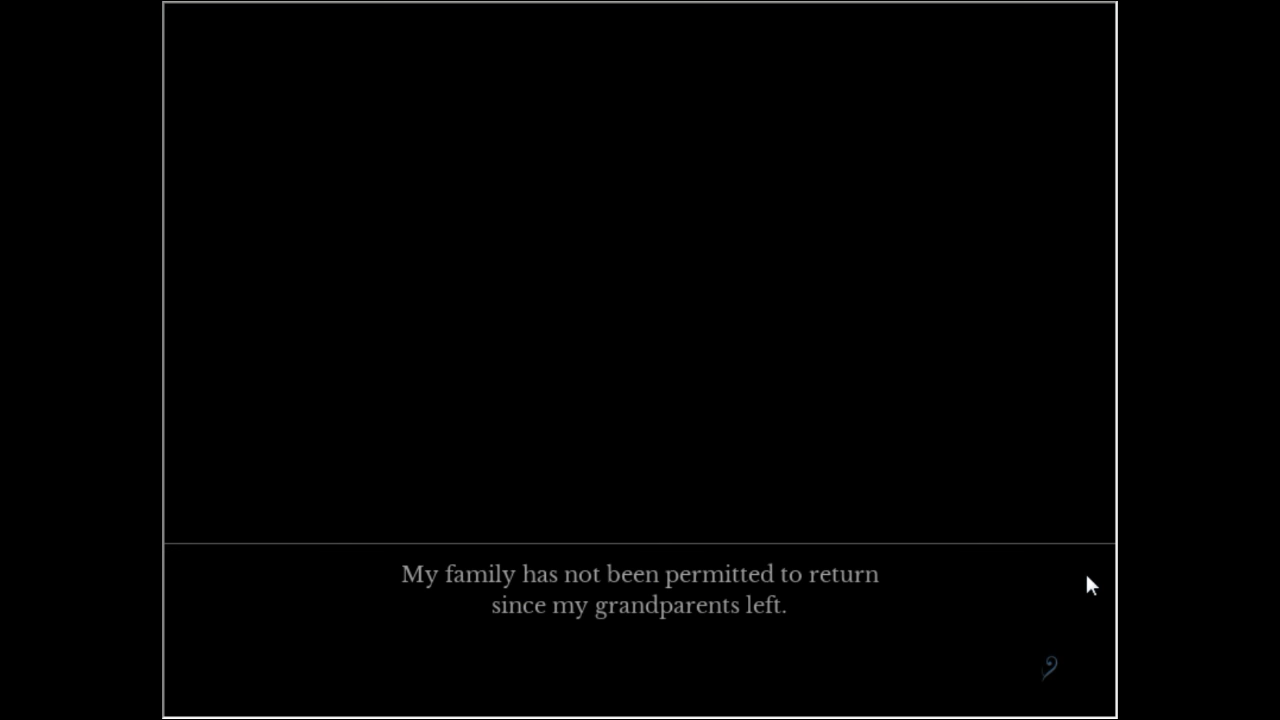 My family has not been permitted to return
since my grandparents left.